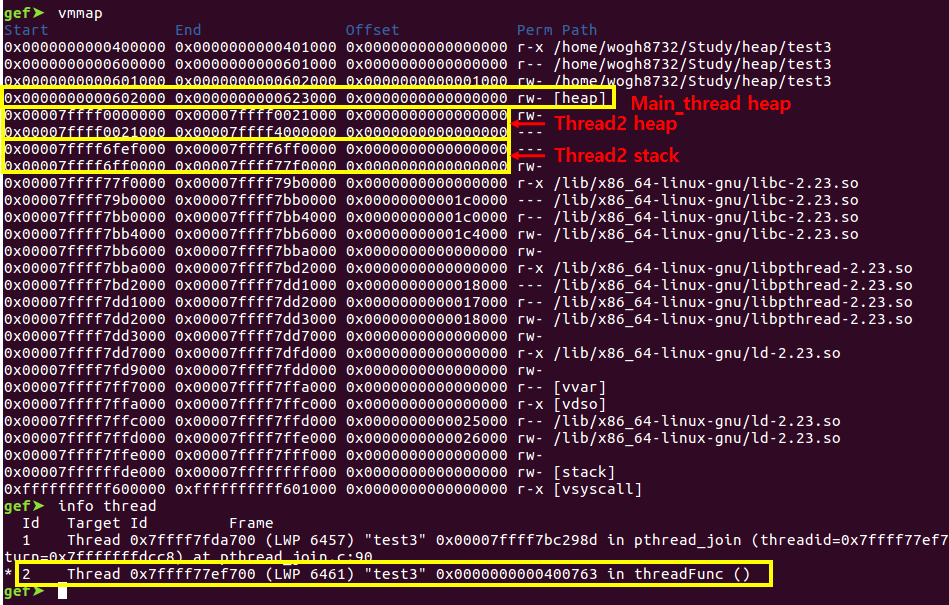 gef➤ vmmap
Start End Offset Perm Path
0x0000000000400000 0x0000000000401000 0x0000000000000000 r-x /home/wogh8732/Study/heap/test3
0x0000000000600000 0x0000000000601000 0x0000000000000000 r-- /home/wogh8732/Study/heap/test3
0x0000000000601000 0x0000000000602000 0x0000000000001000 rw- /home/wogh8732/Study/heap/test3
0x0000000000602000 0x0000000000623000 0x0000000000000000 rw- [heap] Main_thread heap
0x00007ffff0000000 0x00007ffff0021000 0x0000000000000000 rw- Thread2 heap
0x00007ffff0021000 0x00007ffff4000000 0x0000000000000000 ---
0x00007ffff6fef000 0x00007ffff6ff0000 0x0000000000000000 --- Thread2 stack
0x00007ffff6ff0000 0x00007ffff77f0000 0x0000000000000000 rw-
0x00007ffff77f0000 0x00007ffff79b0000 0x0000000000000000 r-x /lib/x86_64-linux-gnu/libc-2.23.so
0x00007ffff79b0000 0x00007ffff7bb0000 0x00000000001c0000 --- /lib/x86_64-linux-gnu/libc-2.23.so
0x00007ffff7bb0000 0x00007ffff7bb4000 0x00000000001c0000 r-- /lib/x86_64-linux-gnu/libc-2.23.so
0x00007ffff7bb4000 0x00007ffff7bb6000 0x00000000001c4000 rw- /lib/x86_64-linux-gnu/libc-2.23.so
0x00007ffff7bb6000 0x00007ffff7bba000 0x0000000000000000 rw-
0x00007ffff7bba000 0x00007ffff7bd2000 0x0000000000000000 r-x /lib/x86_64-linux-gnu/libpthread-2.23.so
0x00007ffff7bd2000 0x00007ffff7dd1000 0x0000000000018000 --- /lib/x86_64-linux-gnu/libpthread-2.23.so
0x00007ffff7dd1000 0x00007ffff7dd2000 0x0000000000017000 r-- /lib/x86_64-linux-gnu/libpthread-2.23.so
0x00007ffff7dd2000 0x00007ffff7dd3000 0x0000000000018000 rw- /lib/x86_64-linux-gnu/libpthread-2.23.so
0x00007ffff7dd3000 0x00007ffff7dd7000 0x0000000000000000 rw-
0x00007ffff7dd7000 0x00007ffff7dfd000 0x0000000000000000 r-x /lib/x86_64-linux-gnu/ld-2.23.so
0x00007ffff7fd9000 0x00007ffff7fdd000 0x0000000000000000 rw-
0x00007ffff7ff7000 0x00007ffff7ffa000 0x0000000000000000 r-- [vvar]
0x00007ffff7ffa000 0x00007ffff7ffc000 0x0000000000000000 r-x [vdso]
0x00007ffff7ffc000 0x00007ffff7ffd000 0x0000000000025000 r-- /lib/x86_64-linux-gnu/ld-2.23.so
0x00007ffff7ffd000 0x00007ffff7ffe000 0x0000000000026000 rw- /lib/x86_64-linux-gnu/ld-2.23.so
0x00007ffff7ffe000 0x00007ffff7fff000 0x0000000000000000 rw-
0x00007ffffffde000 0x00007ffffffff000 0x0000000000000000 rw- [stack]
0xffffffffff600000 0xffffffffff601000 0x0000000000000000 r-x [vsyscall]
gef➤ info thread
Id Target Id Frame
1 Thread 0x7ffff7fda700 (LWP 6457) "test3" 0x00007ffff7bc298d in pthread_join (threadid=0x7ffff77ef7
turn=0x7fffffffdcc8) at pthread_join.c:90
* 2 Thread 0x7ffff77ef700 (LWP 6461) "test3" 0x0000000000400763 in threadFunc ()
gef➤